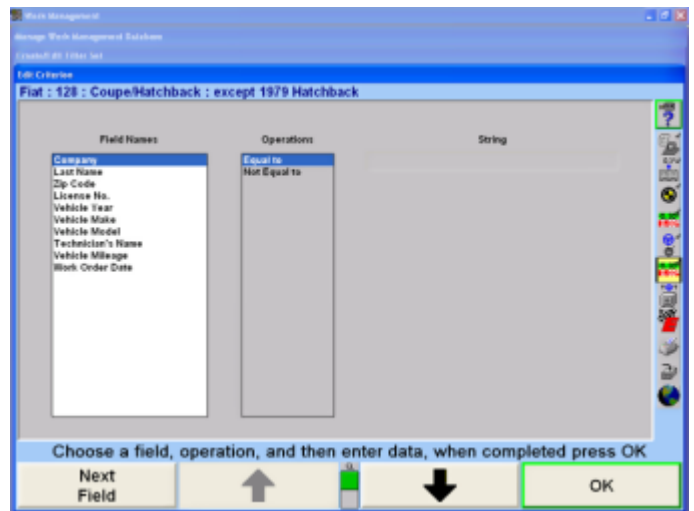 Work Management
Manage Work Management Database
Create/Edit Filter Set
Edit Criterion
Fiat : 128 : Coupe/Hatchback : except 1979 Hatchback
Field Names
Operations
String
Company
Last Name
Zip Code
License No.
Vehicle Year
Vehicle Make
Vehicle Model
Technician's Name
Vehicle Mileage
Work Order Date
Equal to
Not Equal to
Choose a field, operation, and then enter data, when completed press OK
Next
Field
OK